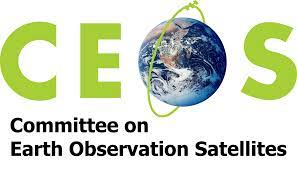 CEOS
Committee on
Earth Observation Satellites